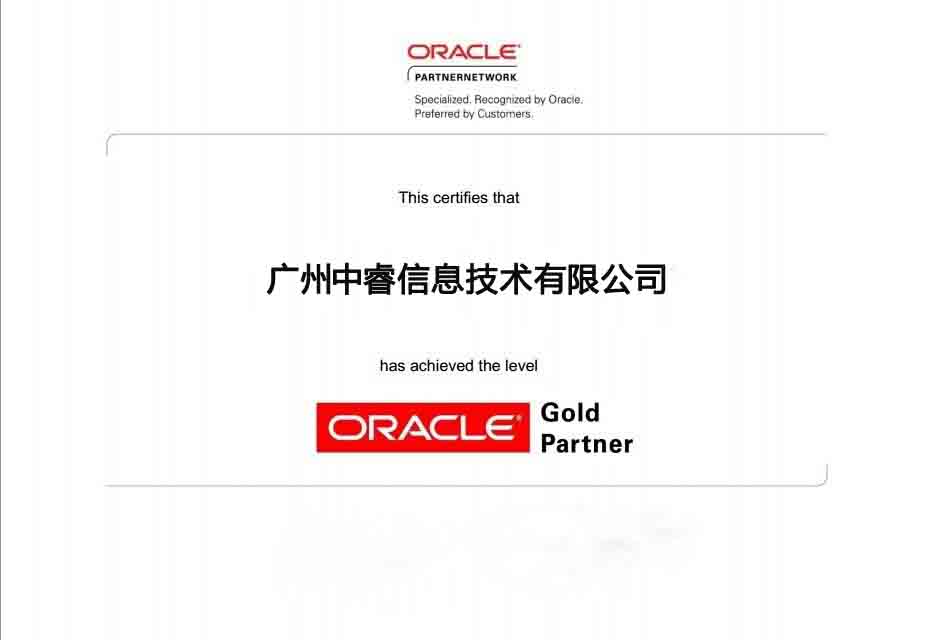 ORACLE
PARTNERNETWORK
Specialized. Recognized by Oracle.
Preferred by Customers.
This certifies that
广州中睿信息技术有限公司
has achieved the level
ORACLE
Gold
Partner